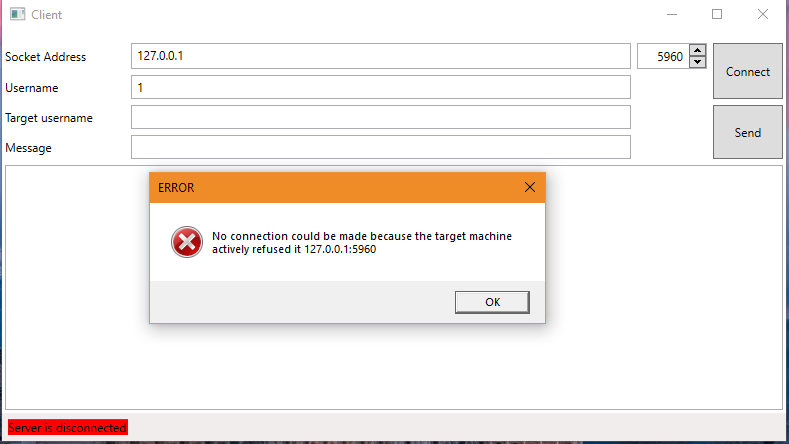 Client
Socket Address 127.0.0.1 5960 Connect
Username 1
Target username Send
Message
ERROR
No connection could be made because the target machine
actively refused it 127.0.0.1:5960
OK
Server is disconnected